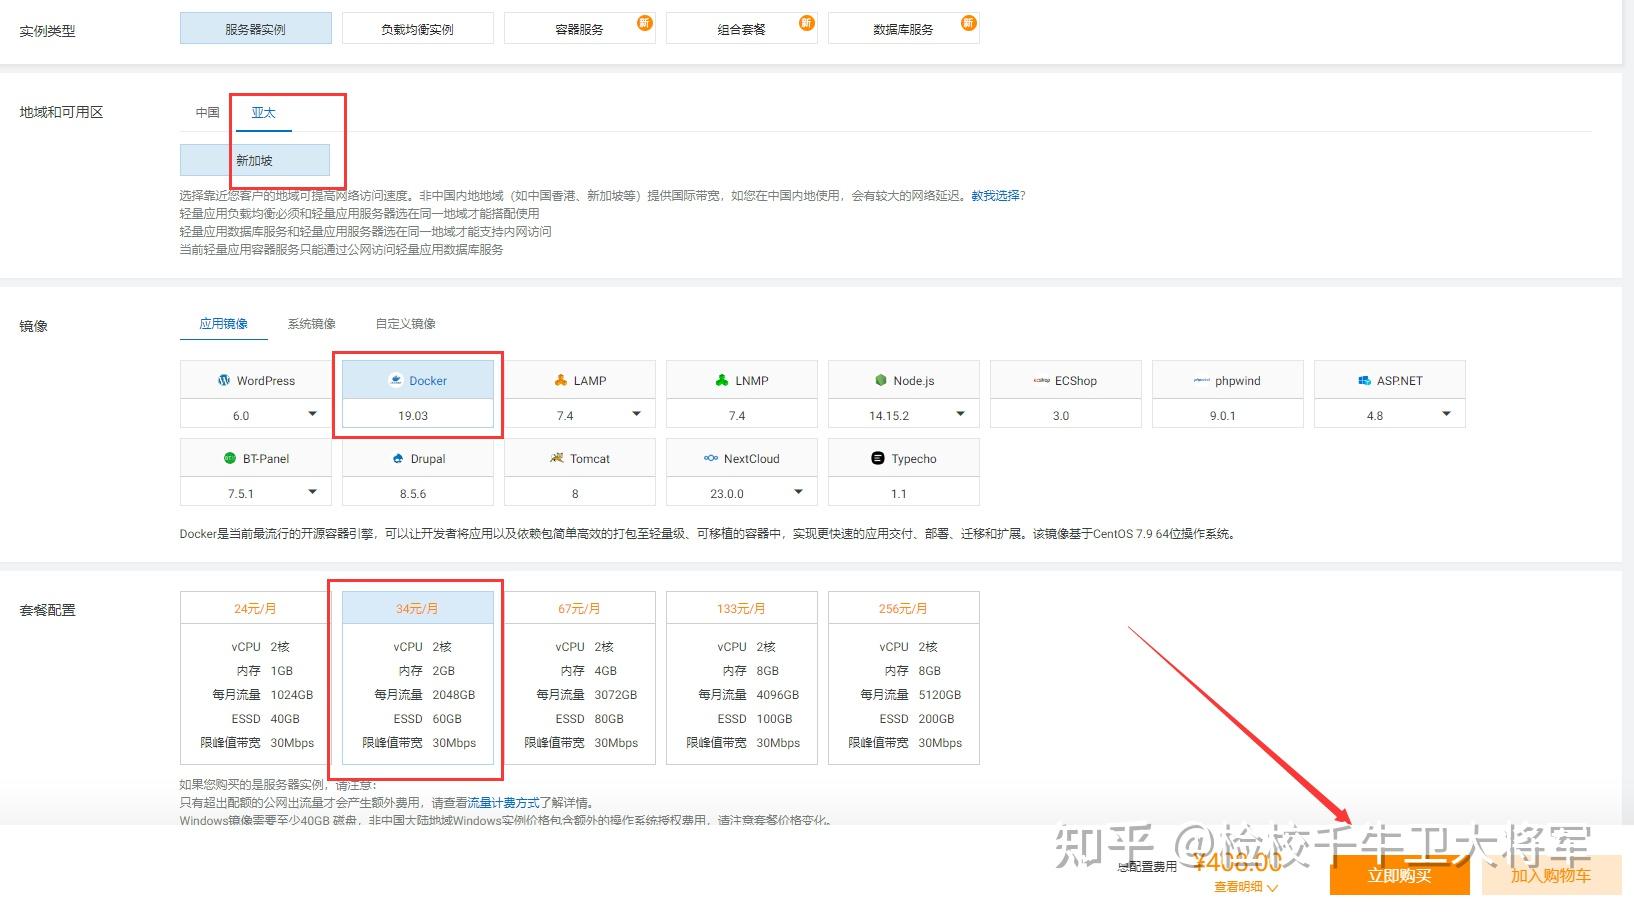 实例类型
服务器实例
负载均衡实例
容器服务 新
组合套餐 新
数据库服务 新
地域和可用区
中国 亚太
新加坡
选择靠近您客户的地域可提高网络访问速度。非中国内地地域（如中国香港、新加坡等）提供国际带宽，如您在中国内地使用，会有较大的网络延迟。教我选择?
轻量应用负载均衡必须和轻量应用服务器选在同一地域才能搭配使用
轻量应用数据库服务和轻量应用服务器选在同一地域才能支持内网访问
当前轻量应用容器服务只能通过公网访问轻量应用数据库服务
镜像
应用镜像 系统镜像 自定义镜像
WordPress Docker LAMP LNMP Node.js ECShop phpwind ASP.NET
6.0 19.03 7.4 7.4 14.15.2 3.0 9.0.1 4.8
BT-Panel Drupal Tomcat NextCloud Typecho
7.5.1 8.5.6 8 23.0.0 1.1
Docker是当前最流行的开源容器引擎，可以让开发者将应用以及依赖包简单高效的打包至轻量级、可移植的容器中，实现更快速的应用交付、部署、迁移和扩展。该镜像基于CentOS 7.9 64位操作系统。
套餐配置
24元/月 34元/月 67元/月 133元/月 256元/月
vCPU 2核 vCPU 2核 vCPU 2核 vCPU 2核 vCPU 2核
内存 1GB 内存 2GB 内存 4GB 内存 8GB 内存 8GB
每月流量 1024GB 每月流量 2048GB 每月流量 3072GB 每月流量 4096GB 每月流量 5120GB
ESSD 40GB ESSD 60GB ESSD 80GB ESSD 100GB ESSD 200GB
限峰值带宽 30Mbps 限峰值带宽 30Mbps 限峰值带宽 30Mbps 限峰值带宽 30Mbps 限峰值带宽 30Mbps
如果您购买的是服务器实例，请注意：
只有超出配额的公网出流量才会产生额外费用，请查看流量计费方式了解详情。
Windows镜像需要至少40GB 磁盘，非中国大陆地域Windows实例价格包含额外的操作系统授权费用，请注意套餐价格变化。
知乎 @检校千牛卫大将军
总配置费用 ¥408.00
查看明细
立即购买
加入购物车